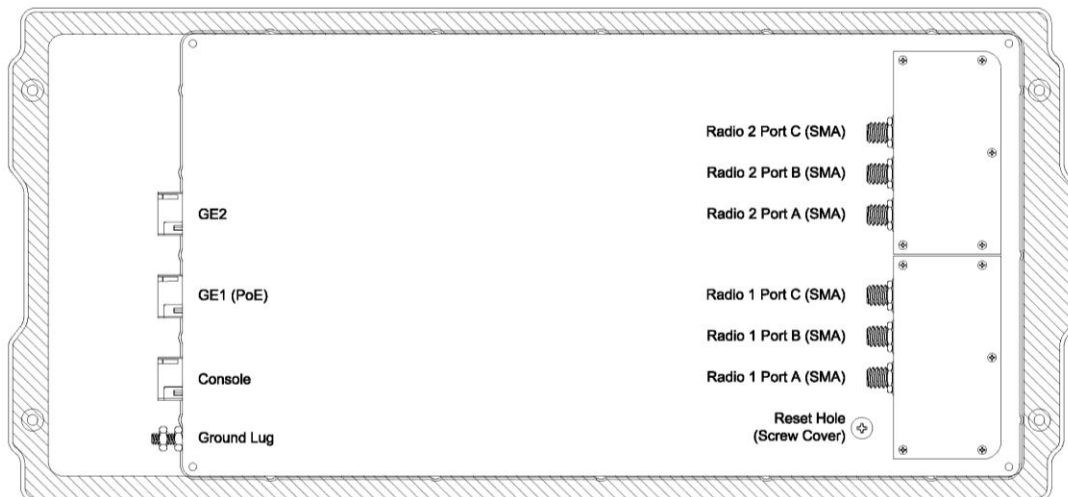 Radio 2 Port C (SMA)
Radio 2 Port B (SMA)
GE2
Radio 2 Port A (SMA)
GE1 (PoE)
Radio 1 Port C (SMA)
Radio 1 Port B (SMA)
Console
Radio 1 Port A (SMA)
Reset Hole
(Screw Cover)
Ground Lug